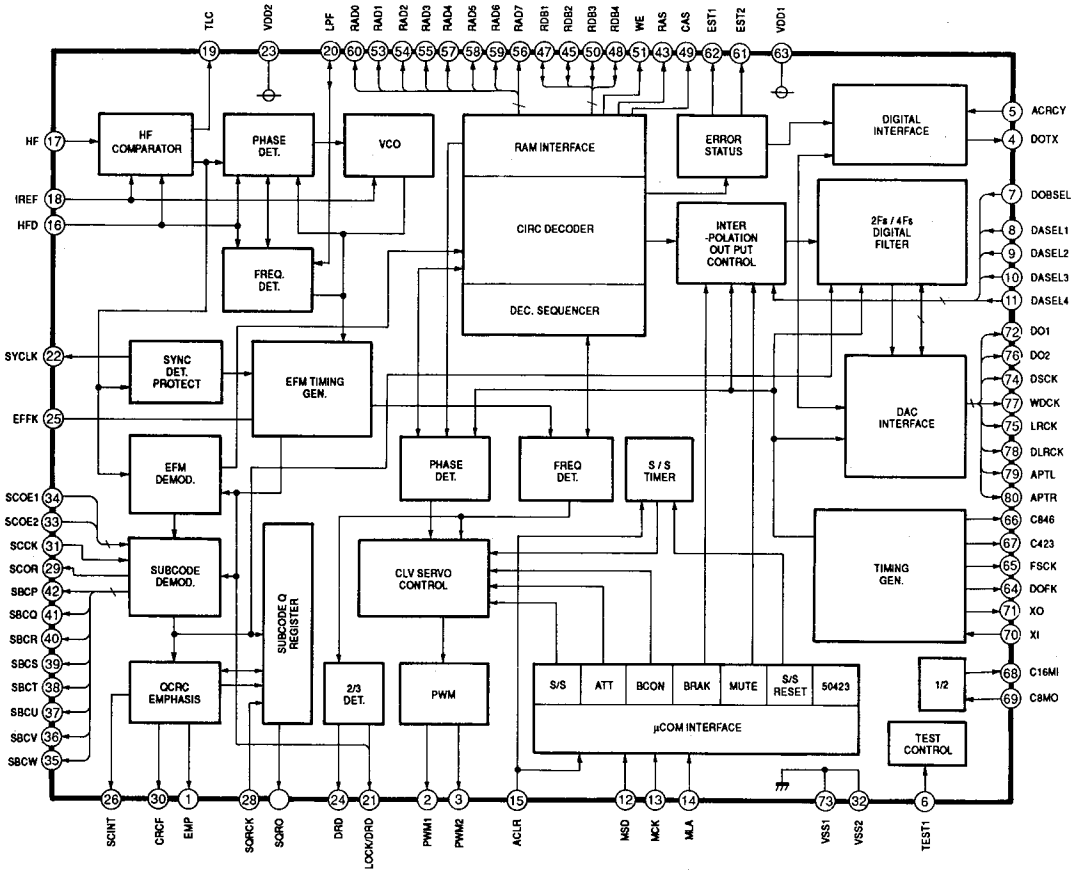 TLC
VDD2
LPF
RAD0
RAD1
RAD2
RAD3
RAD4
RAD5
RAD6
RAD7
RDB1
RDB2
RDB3
RDB4
WE
RAS
CAS
EST1
EST2
VDD1
19
23
20
60
53
54
55
57
58
59
56
47
45
50
48
51
43
49
62
61
63
HF
17
IREF
18
HFD
16
SYCLK
22
EFFK
25
SCOE1
34
SCOE2
33
SCCK
31
SCOR
29
SBCP
42
SBCQ
41
SBCR
40
SBCS
39
SBCT
38
SBCU
37
SBCV
36
SBCW
35
HF
COMPARATOR
PHASE
DET.
VCO
FREQ.
DET.
RAM INTERFACE
CIRC DECODER
DEC. SEQUENCER
ERROR
STATUS
DIGITAL
INTERFACE
INTER
-POLATION
OUT PUT
CONTROL
2Fs / 4Fs
DIGITAL
FILTER
SYNC
DET.
PROTECT
EFM TIMING
GEN.
DAC
INTERFACE
EFM
DEMOD.
PHASE
DET.
FREQ
DET.
S / S
TIMER
SUBCODE
DEMOD.
SUBCODE Q
REGISTER
CLV SERVO
CONTROL
TIMING
GEN.
QCRC
EMPHASIS
2/3
DET.
PWM
S/S
ATT
BCON
BRAK
MUTE
S/S
RESET
50423
μCOM INTERFACE
1/2
TEST
CONTROL
5
ACRCY
4
DOTX
7
DOBSEL
8
DASEL1
9
DASEL2
10
DASEL3
11
DASEL4
72
DO1
76
DO2
74
DSCK
77
WDCK
75
LRCK
78
DLRCK
79
APTL
80
APTR
66
C846
67
C423
65
FSCK
64
DOFK
71
XO
70
XI
68
C16MI
69
C8MO
26
30
1
28
24
21
2
3
15
12
13
14
73
32
6
SCINT
CRCF
EMP
SQRCK
SQRO
DRD
LOCK/DRD
PWM1
PWM2
ACLR
MSD
MCK
MLA
VSS1
VSS2
TEST1